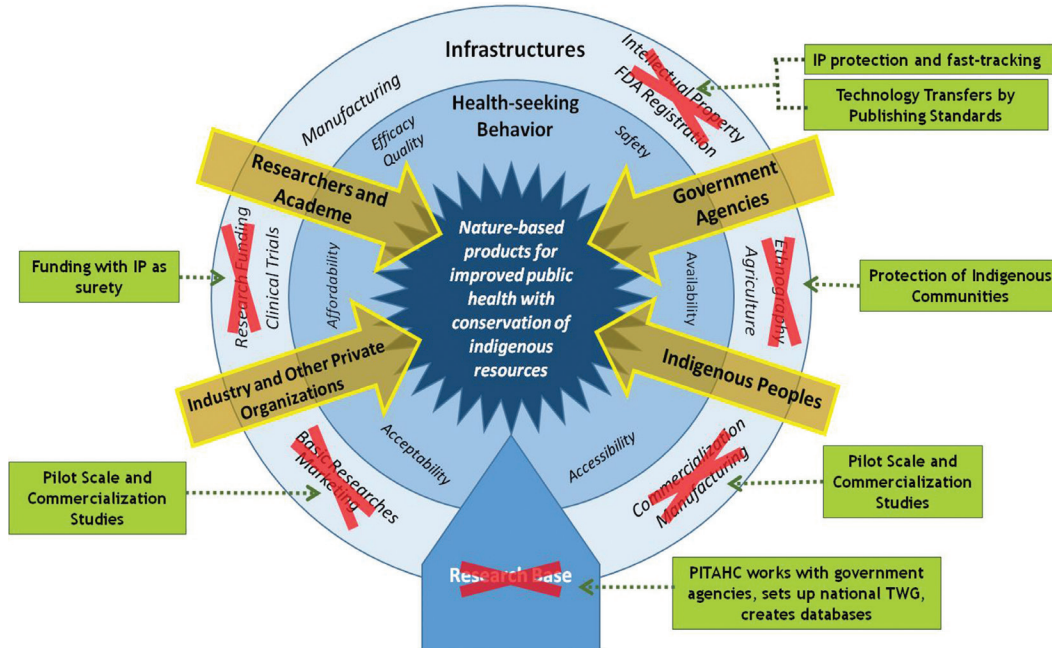 Infrastructures
Intellectual Property
FDA Registration
Manufacturing
Health-seeking
Behavior
Efficacy
Quality
Safety
IP protection and fast-tracking
Technology Transfers by
Publishing Standards
Researchers and
Academe
Government
Agencies
Nature-based
products for
improved public
health with
conservation of
indigenous
resources
Research Funding
Clinical Trials
Affordability
Availability
Agriculture
Ethnography
Funding with IP as
surety
Protection of Indigenous
Communities
Industry and Other Private
Organizations
Indigenous Peoples
Basic Researches
Marketing
Acceptability
Accessibility
Commercialization
Manufacturing
Pilot Scale and
Commercialization
Studies
Pilot Scale and
Commercialization
Studies
Research Base
PITAHC works with government
agencies, sets up national TWG,
creates databases